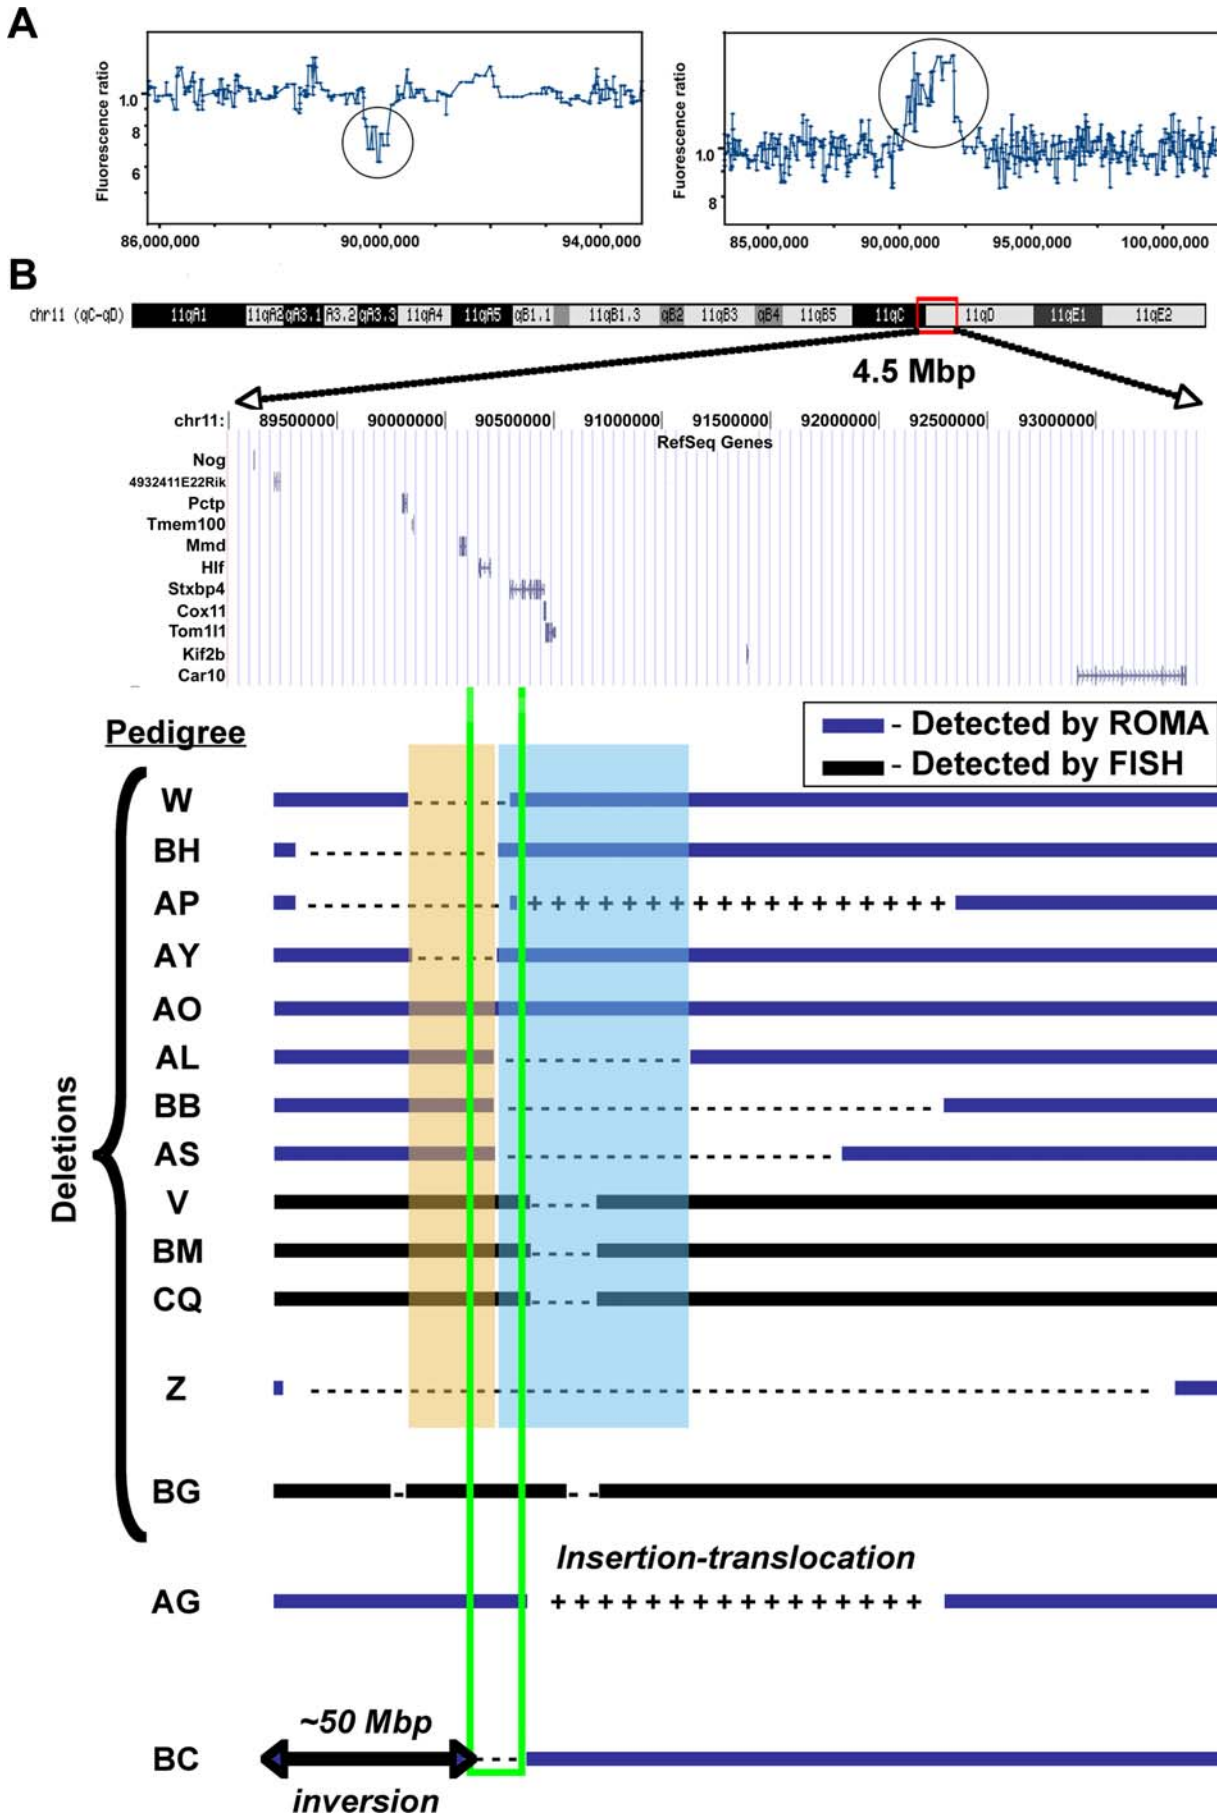 A
Fluorescence ratio
1.0
8
6
86,000,000 90,000,000 94,000,000
Fuorescence ratio
1.0
8
85,000,000 90,000,000 95,000,000 100,000,000
B
chr11 (qC-qD) 11qA1 11qA2 qA3.1 A3.2 qA3.3 11qA4 11qA5 qB1.1 11qB1.3 qB2 11qB3 qB4 11qB5 11qC 11qD 11qE1 11qE2
4.5 Mbp
chr11: 89500000 90000000 90500000 91000000 91500000 92000000 92500000 93000000
RefSeq Genes
Nog
4932411E22Rik
Pctp
Tmem100
Mmd
Hlf
Stxbp4
Cox11
Tom1l1
Kif2b
Car10
Pedigree
- Detected by ROMA
- Detected by FISH
Deletions
W
BH
AP
AY
AO
AL
BB
AS
V
BM
CQ
Z
BG
Insertion-translocation
AG
~50 Mbp
BC
inversion